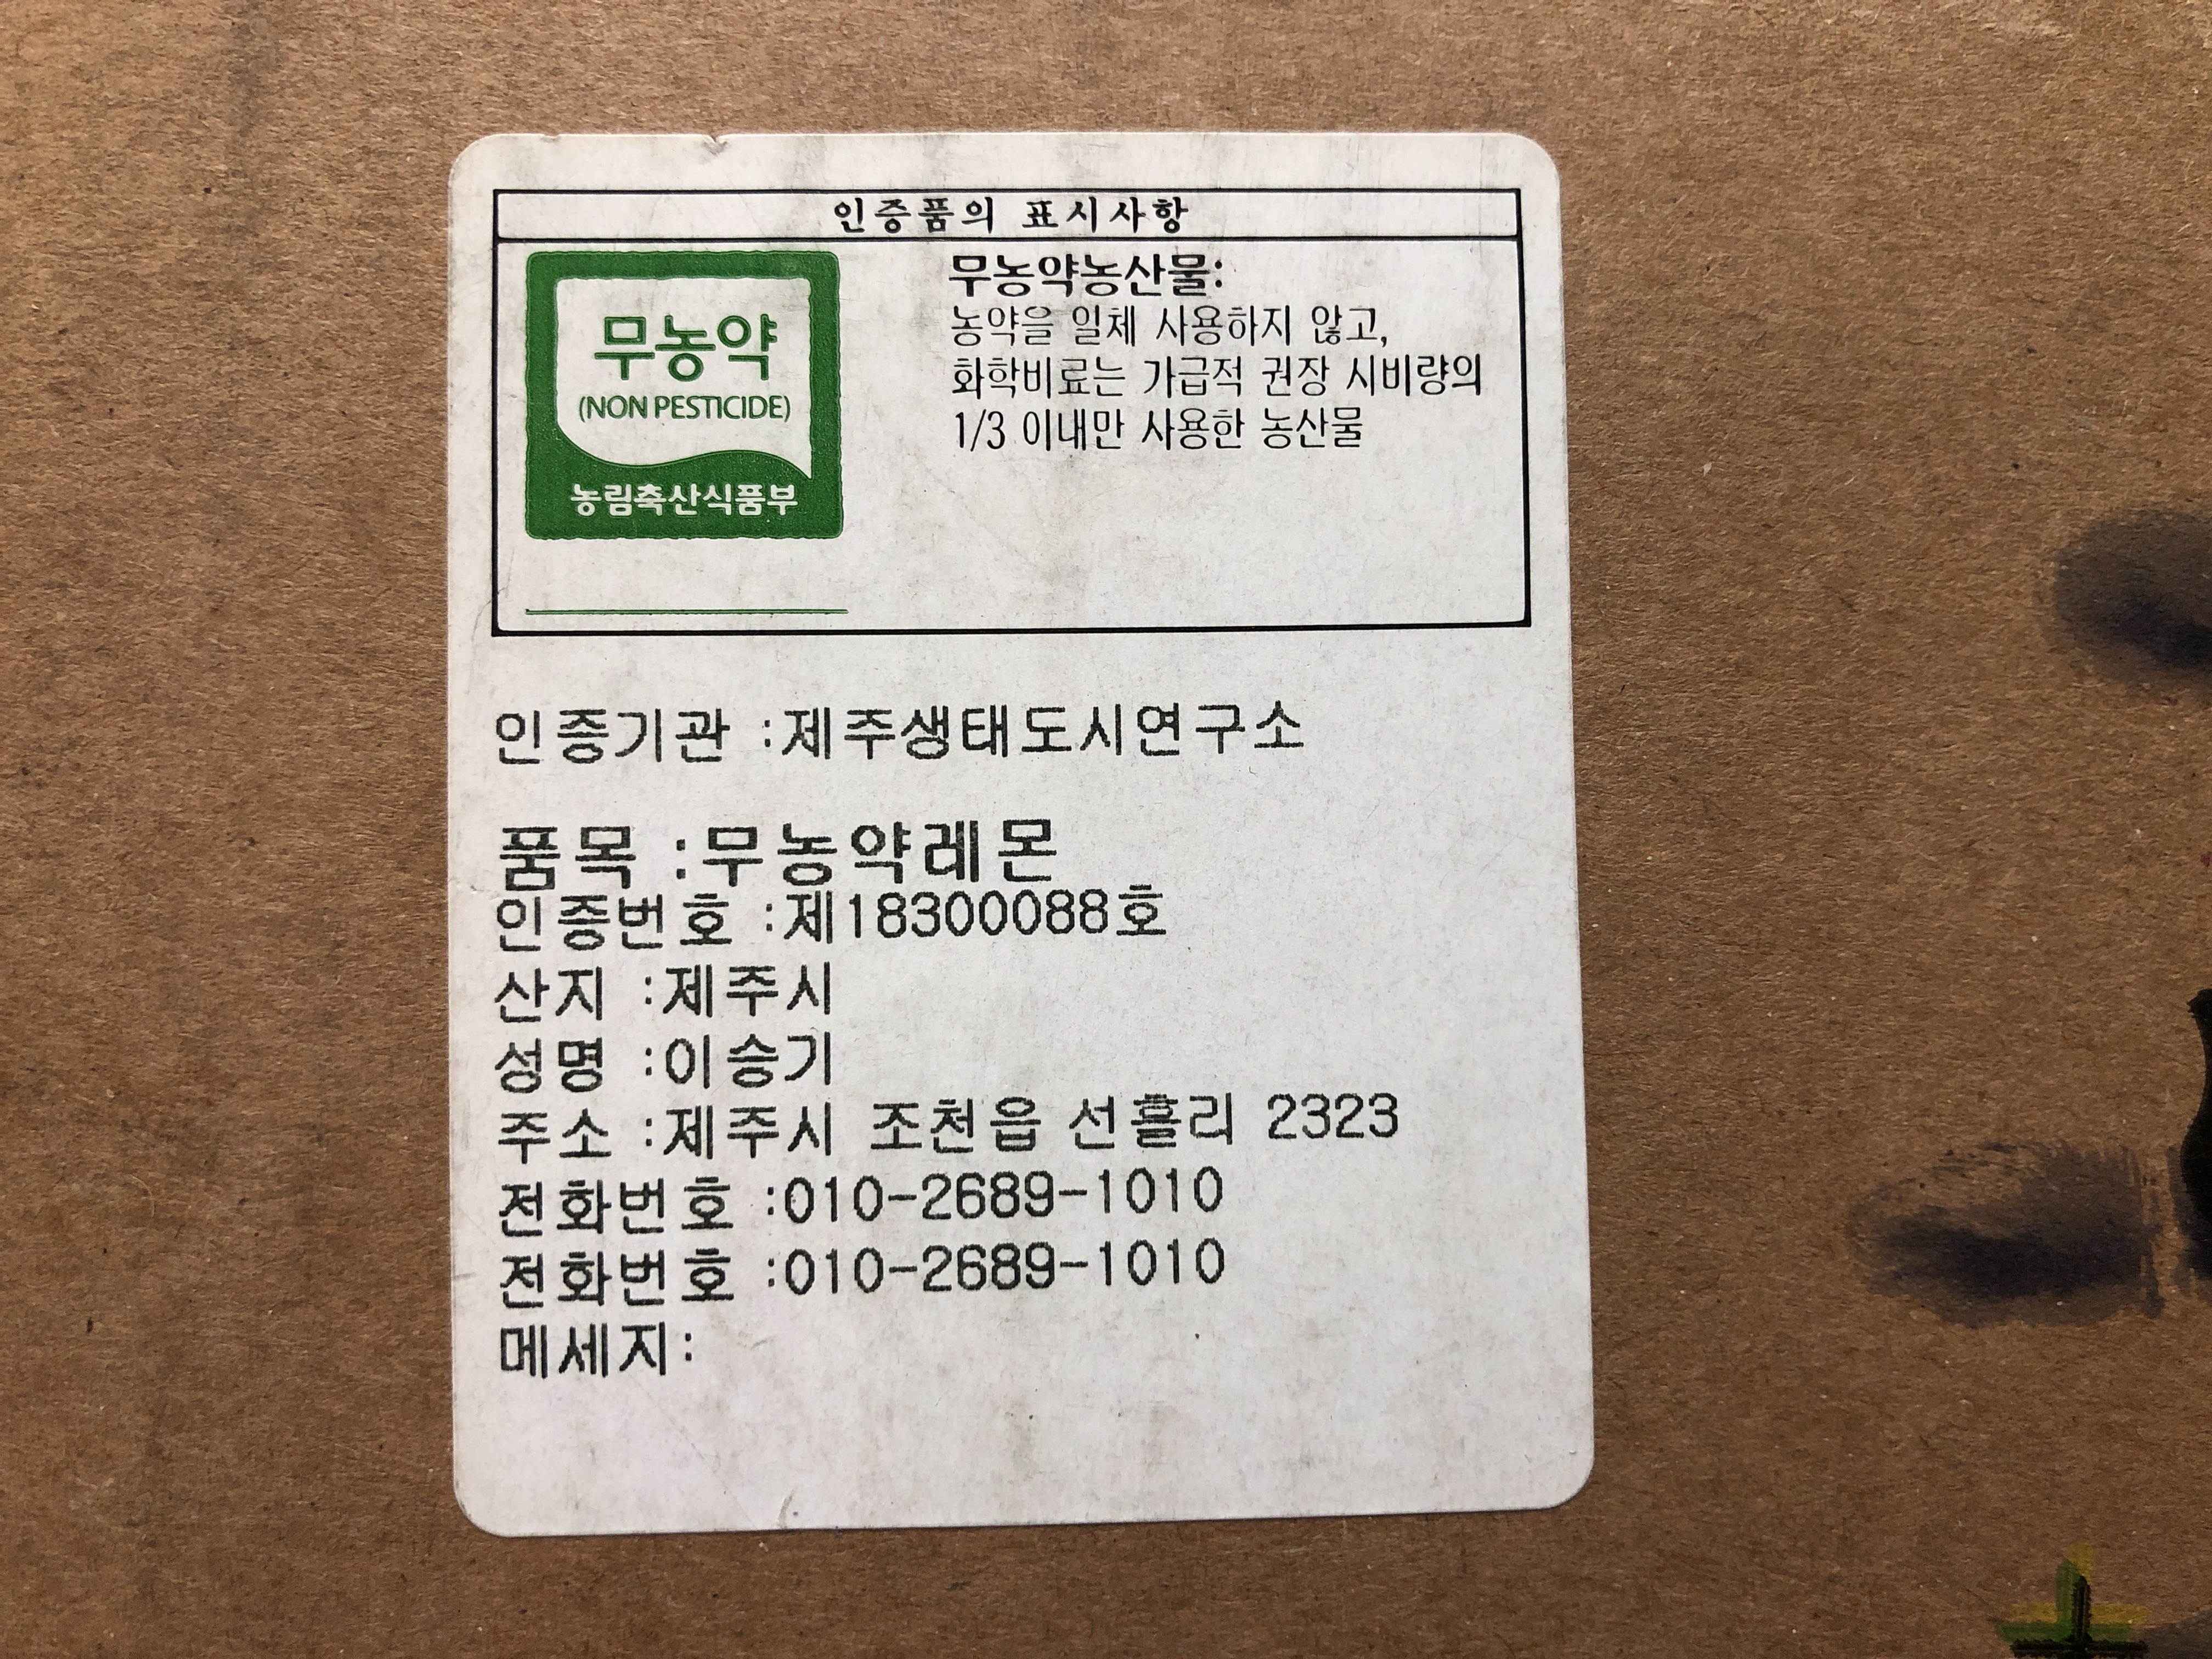 인증품의 표시사항
무농약
(NON PESTICIDE)
농림축산식품부
무농약농산물:
농약을 일체 사용하지 않고,
화학비료는 가급적 권장 시비량의
1/3 이내만 사용한 농산물
인증기관 :제주생태도시연구소
품목 :무농약레몬
인증번호 :제18300088호
산지 :제주시
성명 :이승기
주소 :제주시 조천읍 선흘리 2323
전화번호 :010-2689-1010
전화번호 :010-2689-1010
메세지: